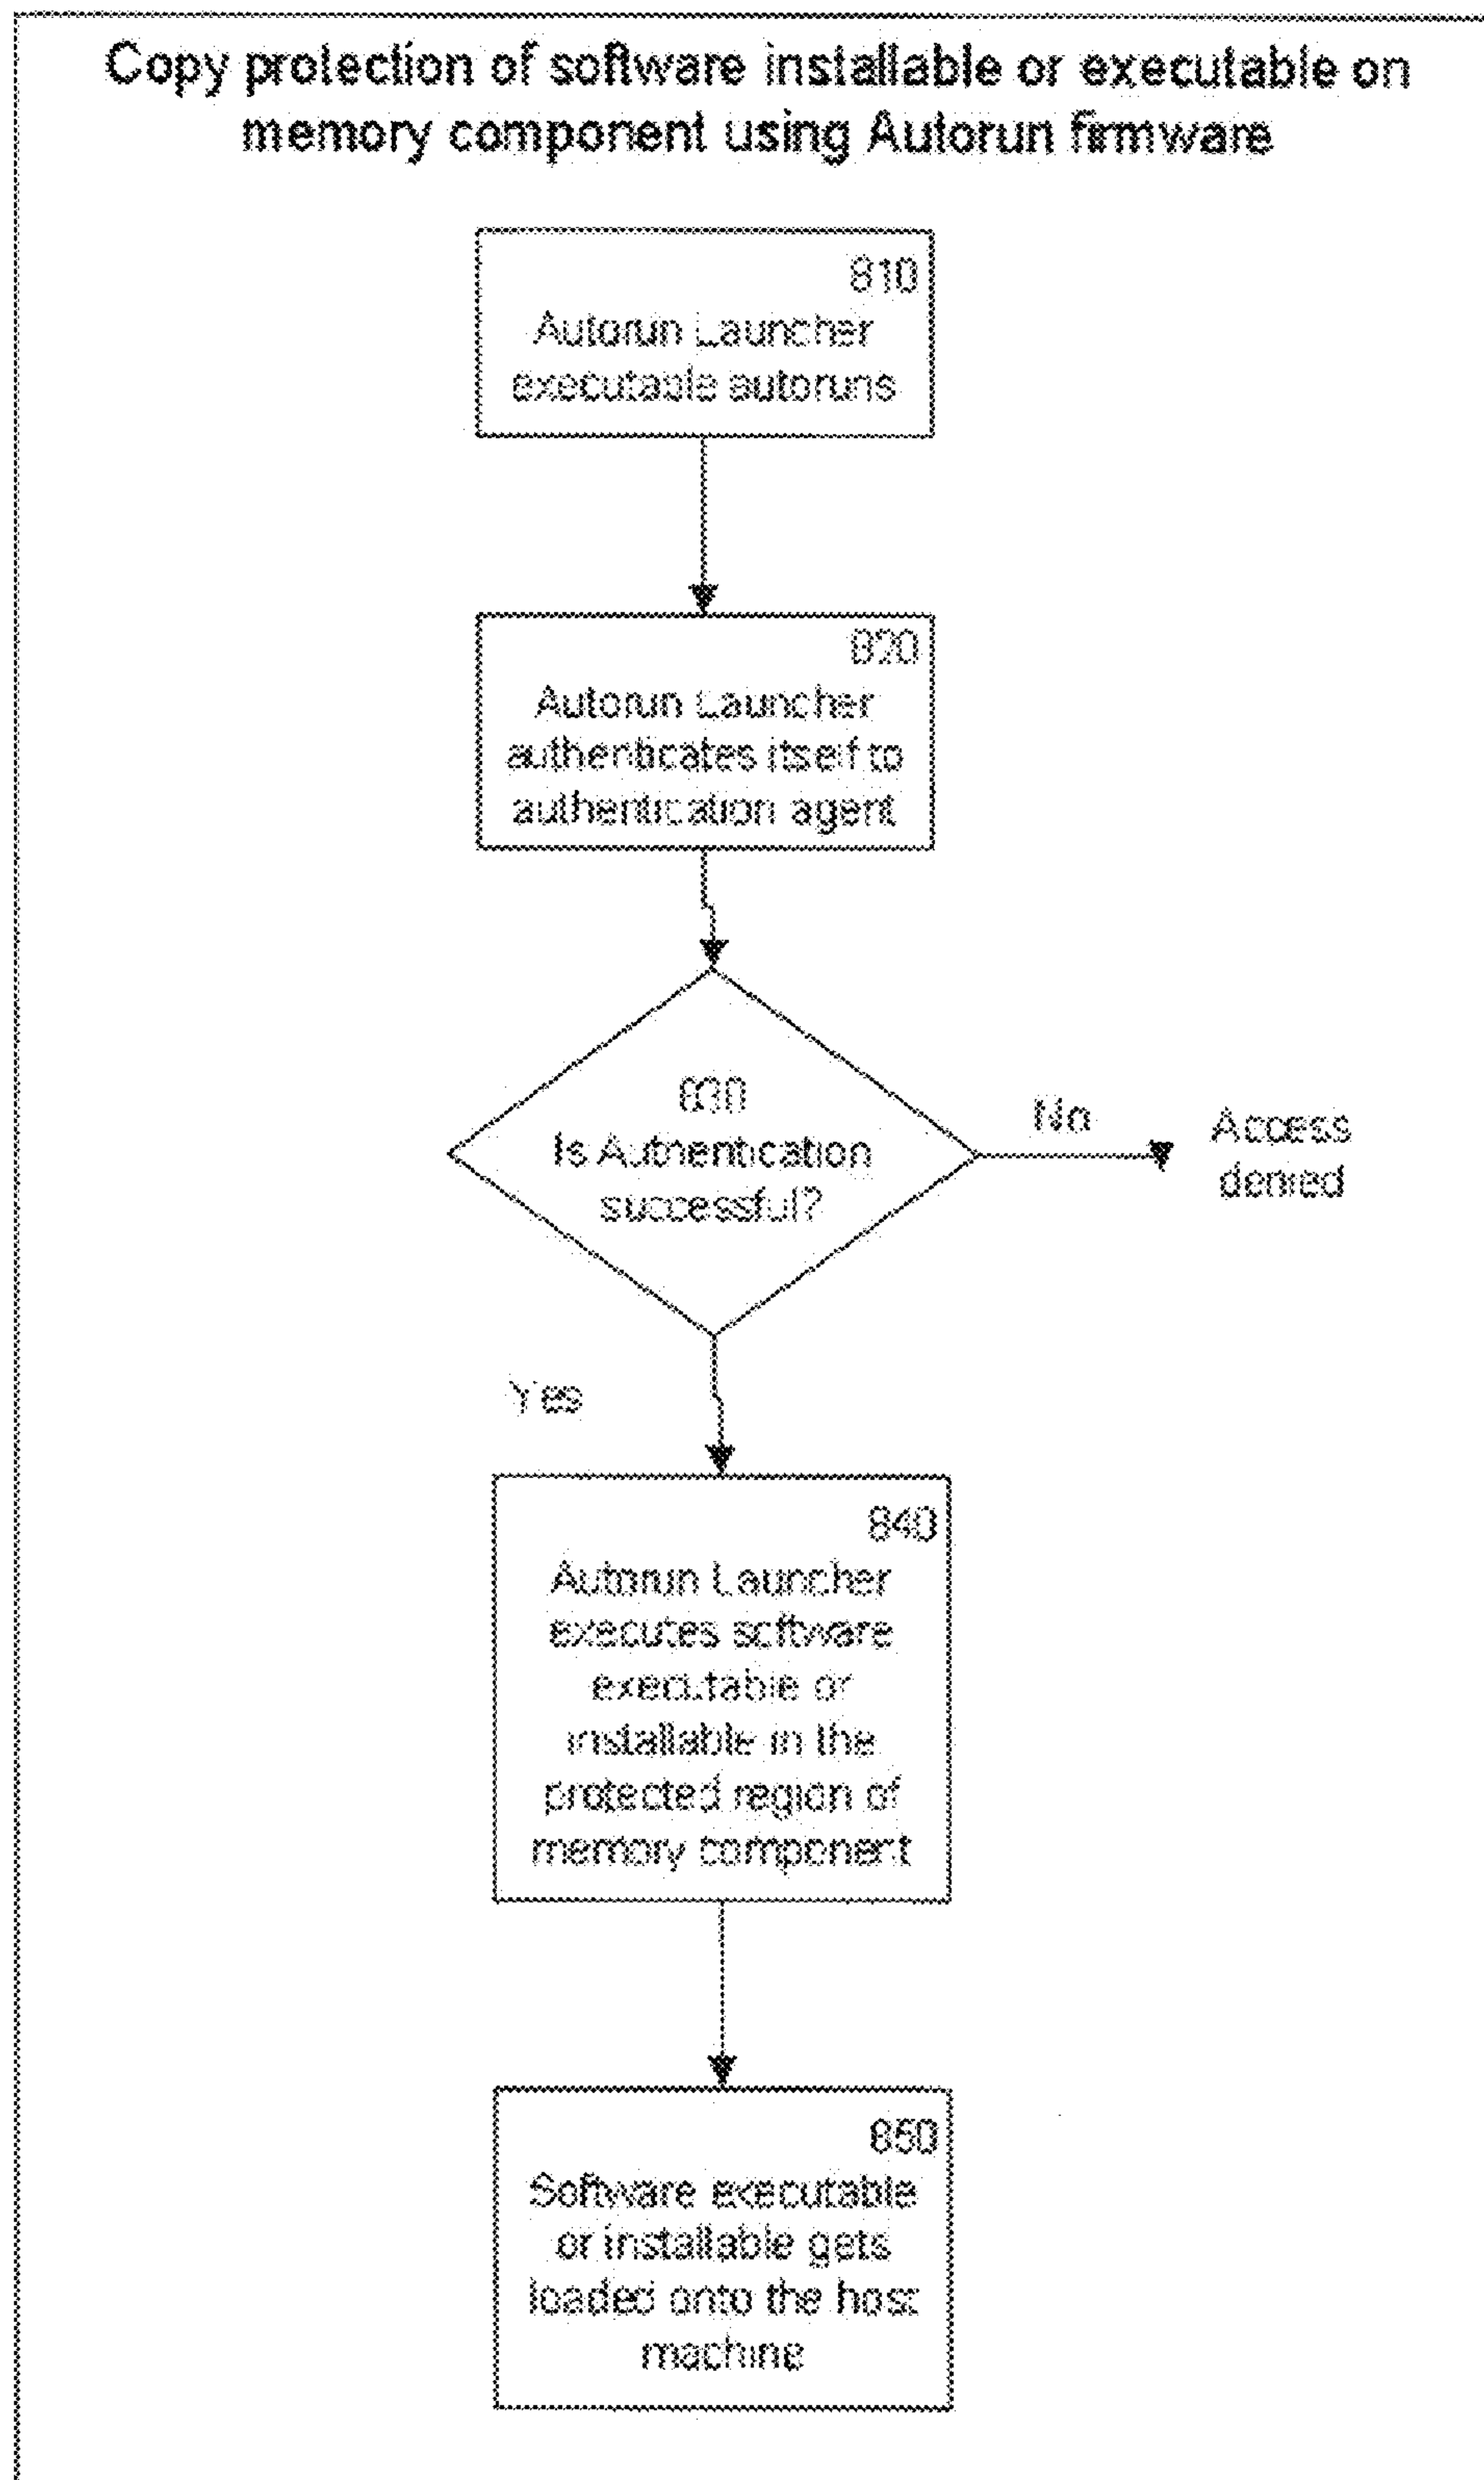 Copy protection of software installable or executable on
memory component using Autorun firmware
810
Autorun Launcher
executable autoruns
820
Autorun Launcher
authenticates itself to
authentication agent
830
Is Authentication
successful?
No
Access
denied
Yes
840
Autorun Launcher
executes software
executable or
installable in the
protected region of
memory component
850
Software executable
or installable gets
loaded onto the host
machine